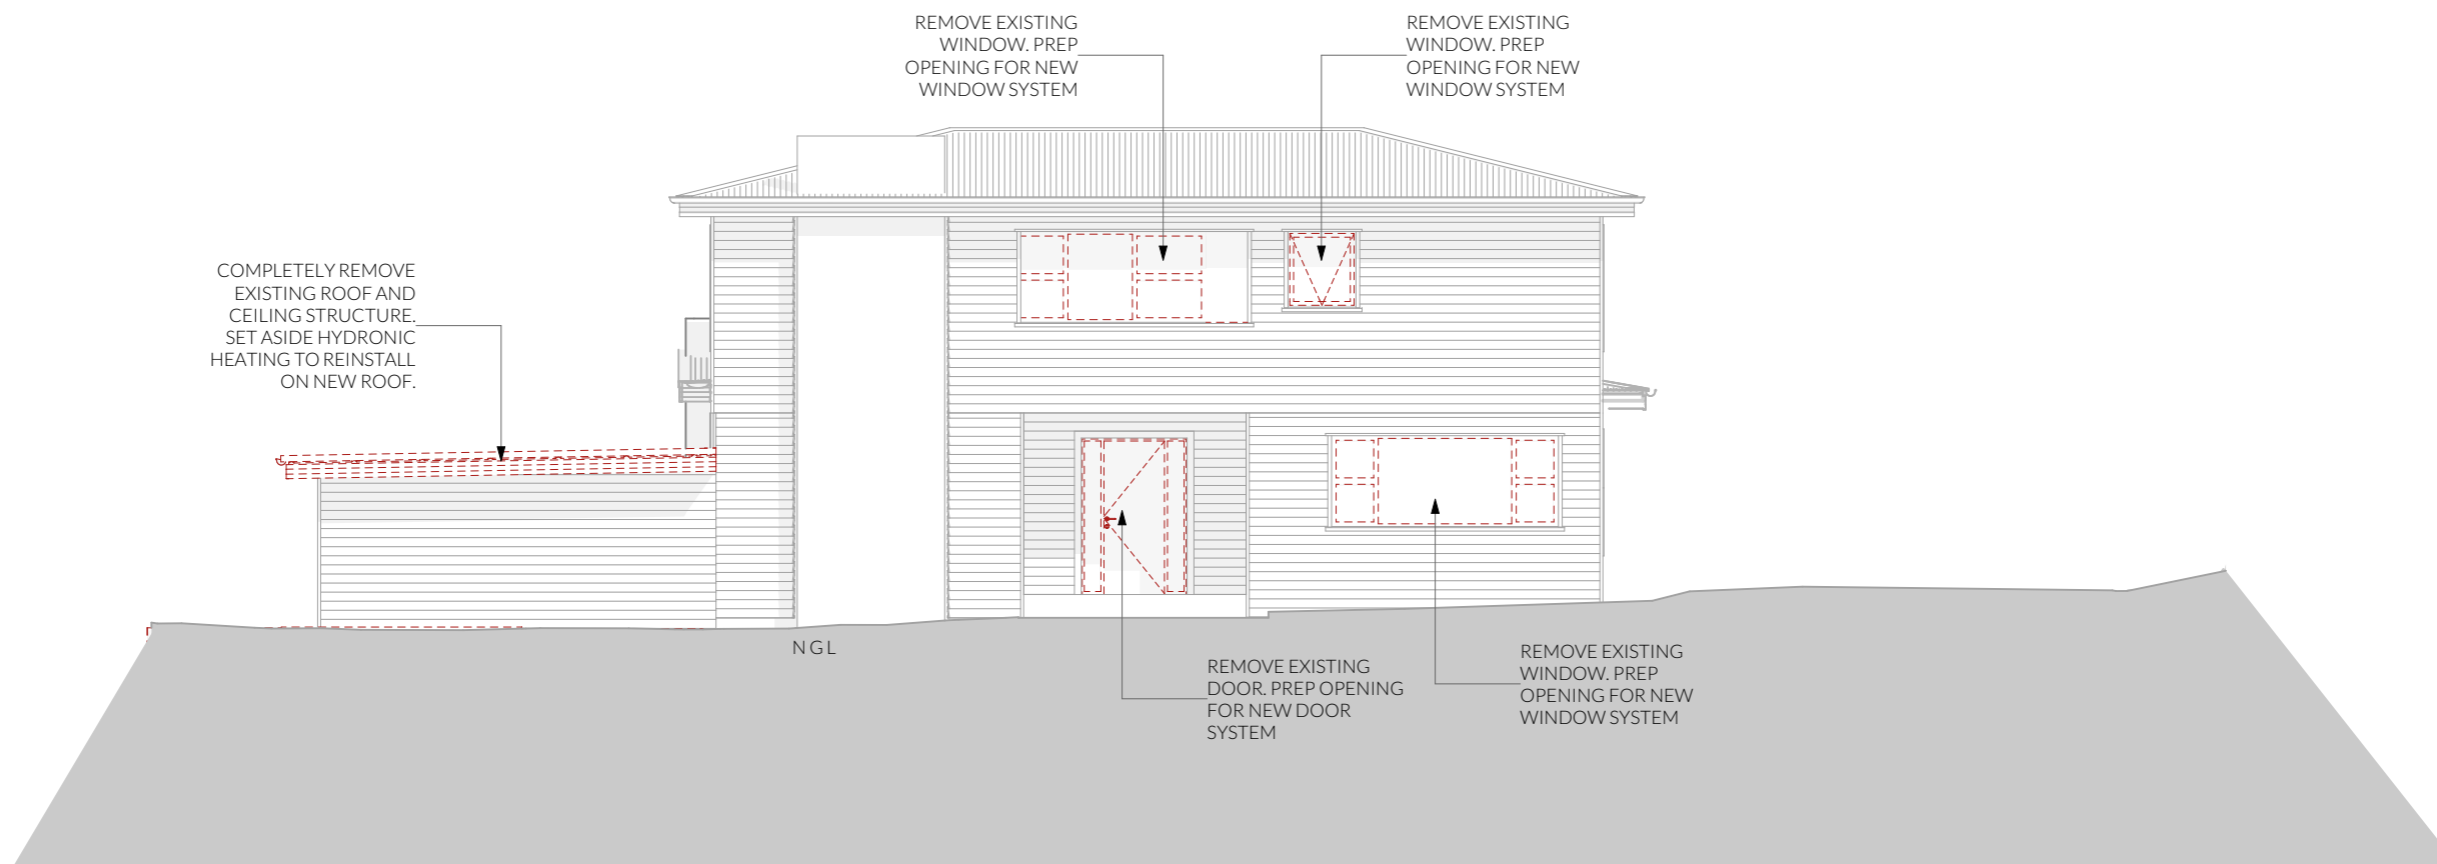 REMOVE EXISTING
WINDOW. PREP
OPENING FOR NEW
WINDOW SYSTEM
REMOVE EXISTING
WINDOW. PREP
OPENING FOR NEW
WINDOW SYSTEM
COMPLETELY REMOVE
EXISTING ROOF AND
CEILING STRUCTURE.
SET ASIDE HYDRONIC
HEATING TO REINSTALL
ON NEW ROOF.
NGL
REMOVE EXISTING
DOOR. PREP OPENING
FOR NEW DOOR
SYSTEM
REMOVE EXISTING
WINDOW. PREP
OPENING FOR NEW
WINDOW SYSTEM